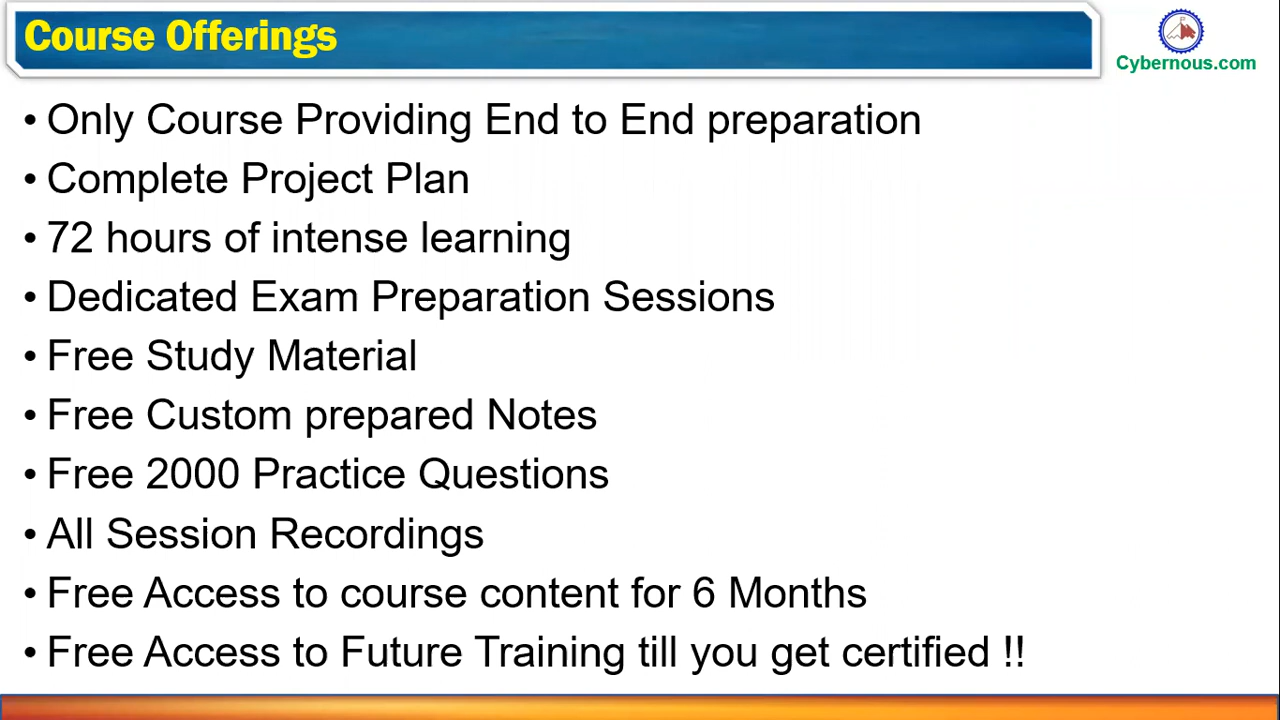 Course Offerings
Cybernous.com
• Only Course Providing End to End preparation
• Complete Project Plan
• 72 hours of intense learning
• Dedicated Exam Preparation Sessions
• Free Study Material
• Free Custom prepared Notes
• Free 2000 Practice Questions
• All Session Recordings
• Free Access to course content for 6 Months
• Free Access to Future Training till you get certified !!